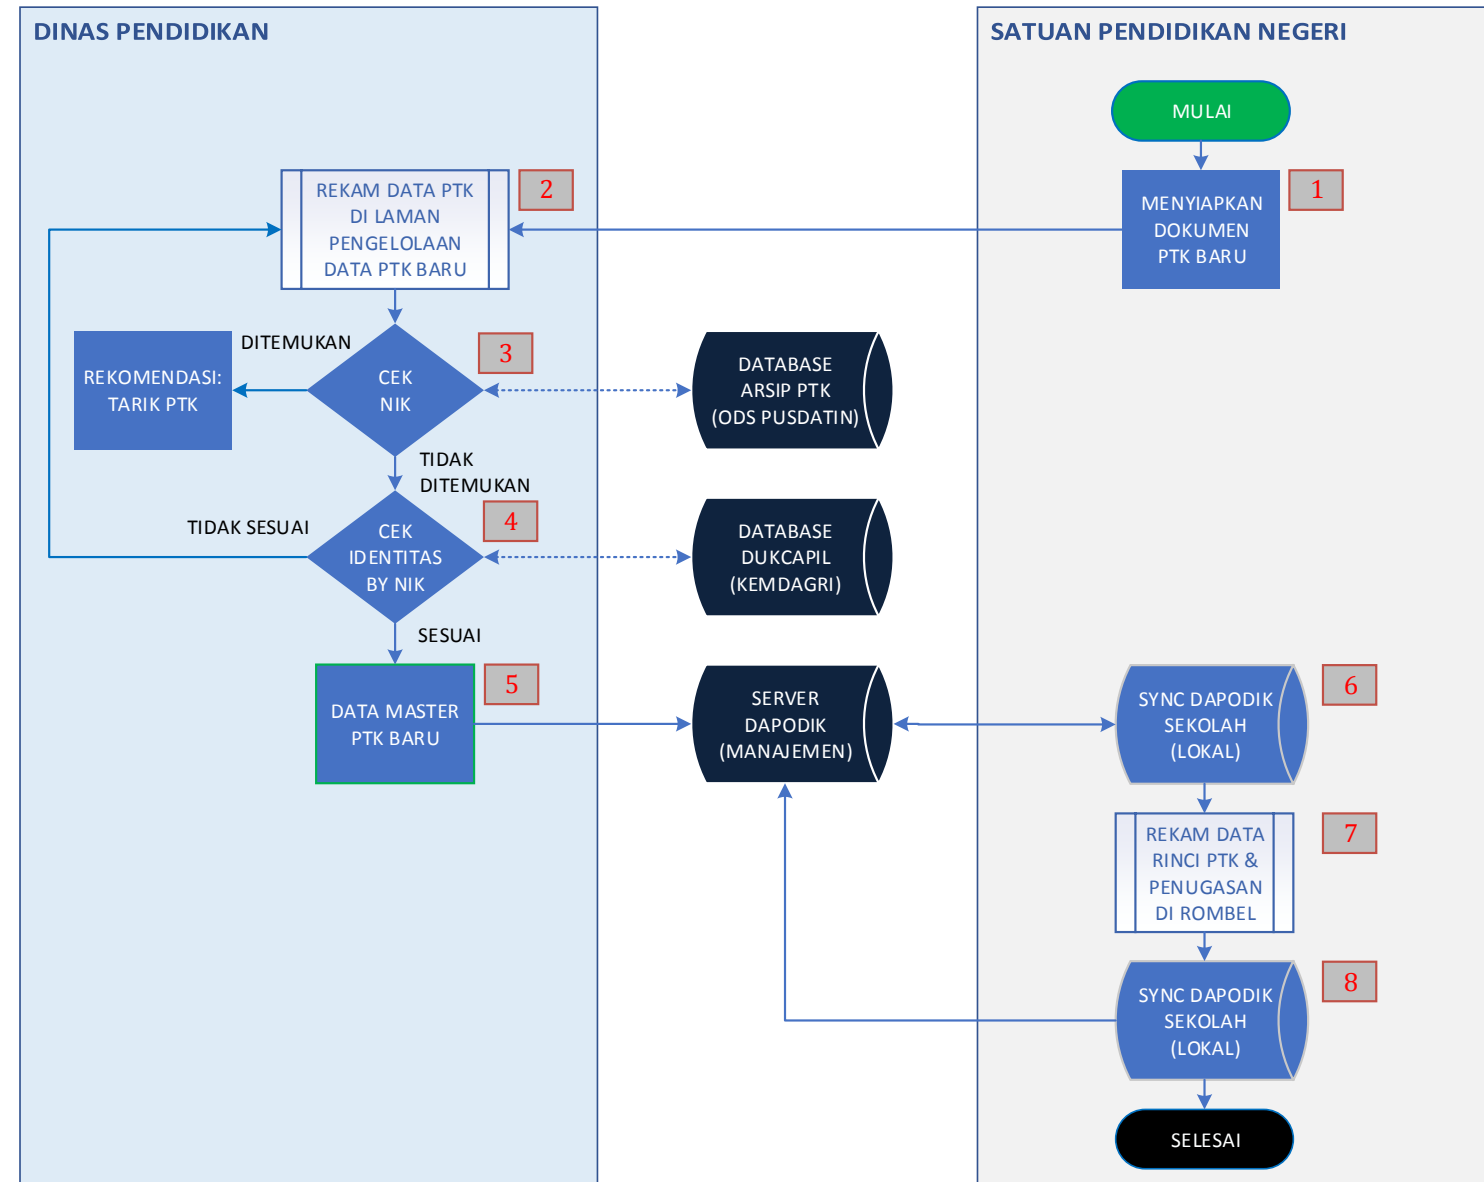 DINAS PENDIDIKAN
SATUAN PENDIDIKAN NEGERI
MULAI
1
MENYIAPKAN
DOKUMEN
PTK BARU
2
REKAM DATA PTK
DI LAMAN
PENGELOLAAN
DATA PTK BARU
3
CEK
NIK
DITEMUKAN
REKOMENDASI:
TARIK PTK
DATABASE
ARSIP PTK
(ODS PUSDATIN)
TIDAK
DITEMUKAN
4
CEK
IDENTITAS
BY NIK
TIDAK SESUAI
DATABASE
DUKCAPIL
(KEMDAGRI)
SESUAI
5
DATA MASTER
PTK BARU
SERVER
DAPODIK
(MANAJEMEN)
6
SYNC DAPODIK
SEKOLAH
(LOKAL)
7
REKAM DATA
RINCI PTK &
PENUGASAN
DI ROMBEL
8
SYNC DAPODIK
SEKOLAH
(LOKAL)
SELESAI